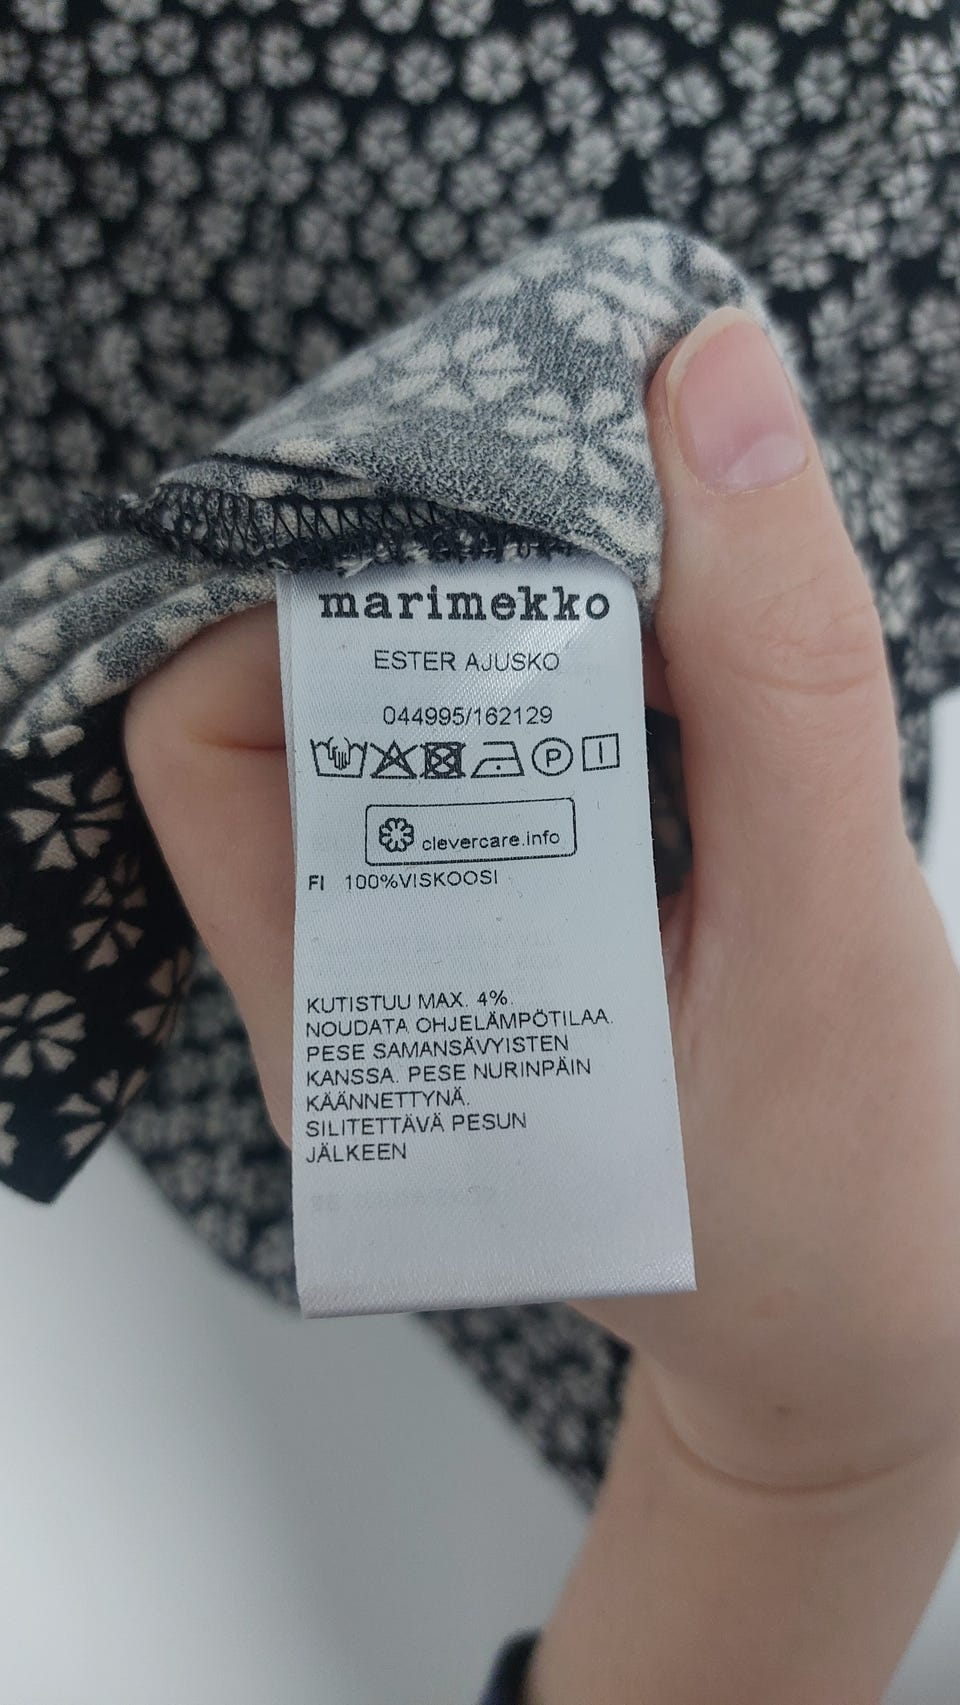 marimekko
ESTER AJUSKO
044995/162129
P
clevercare.info
FI 100%VISKOOSI
KUTISTUU MAX. 4%.
NOUDATA OHJELÄMPÖTILAA.
PESE SAMANSÄVYISTEN
KANSSA. PESE NURINPÄIN
KÄÄNNETTYNÄ.
SILITETTÄVÄ PESUN
JÄLKEEN